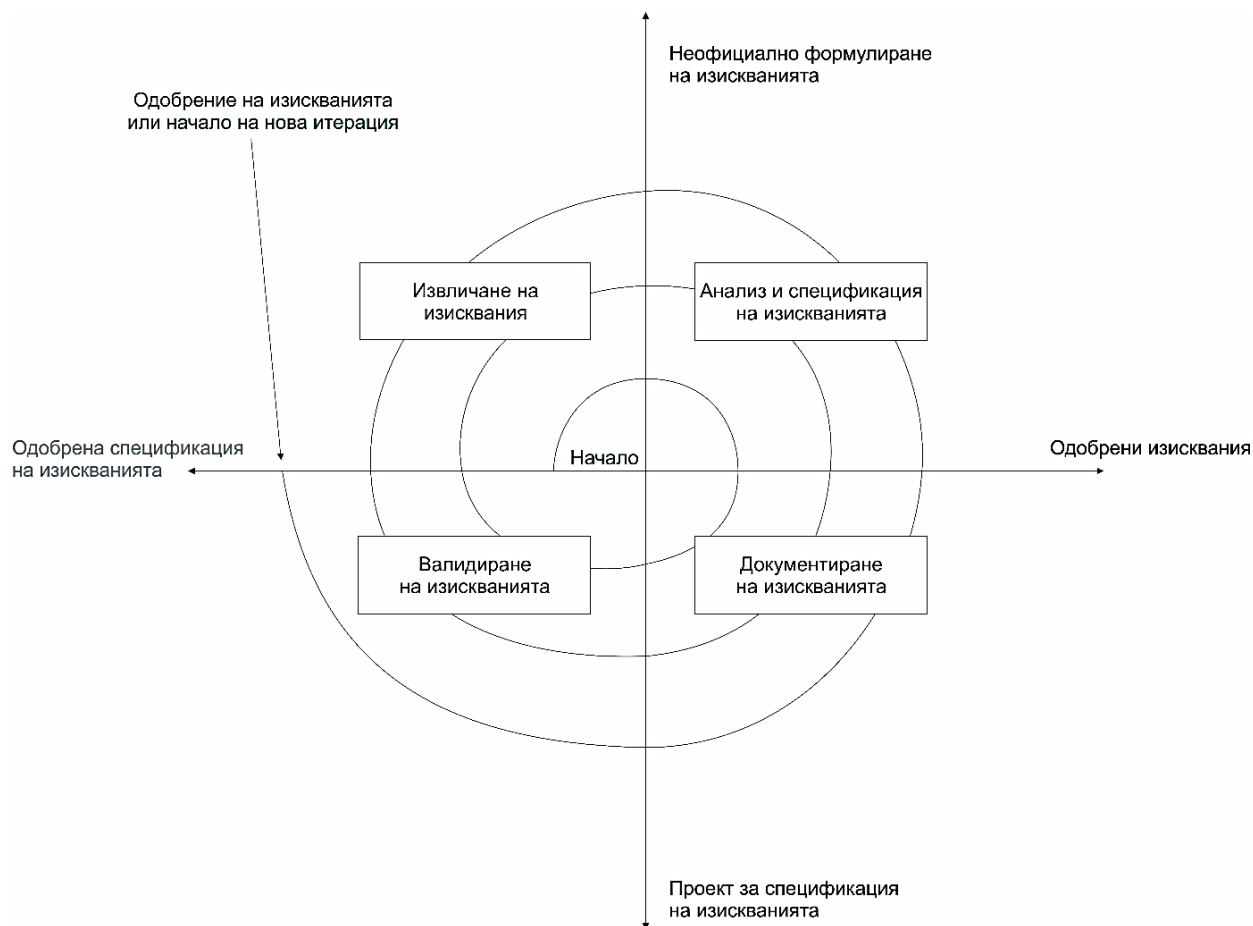 Неофициално формулиране
на изискванията
Одобрение на изискванията
или начало на нова итерация
Извличане на
изисквания
Анализ и спецификация
на изискванията
Одобрена спецификация
на изискванията
Начало
Одобрени изисквания
Валидиране
на изискванията
Документиране
на изискванията
Проект за спецификация
на изискванията